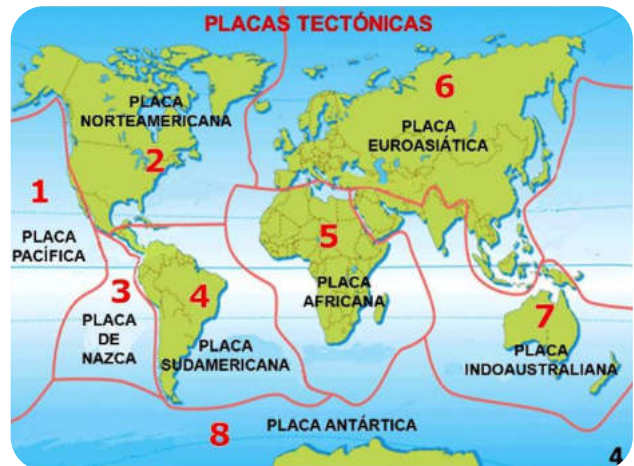 PLACAS TECTÓNICAS
6
PLACA
NORTEAMERICANA
PLACA
EUROASIÁTICA
2
1
PLACA
PACÍFICA
5
3
4
PLACA
AFRICANA
PLACA
DE
NAZCA
PLACA
SUDAMERICANA
7
PLACA
INDOAUSTRALIANA
8
PLACA ANTÁRTICA
4